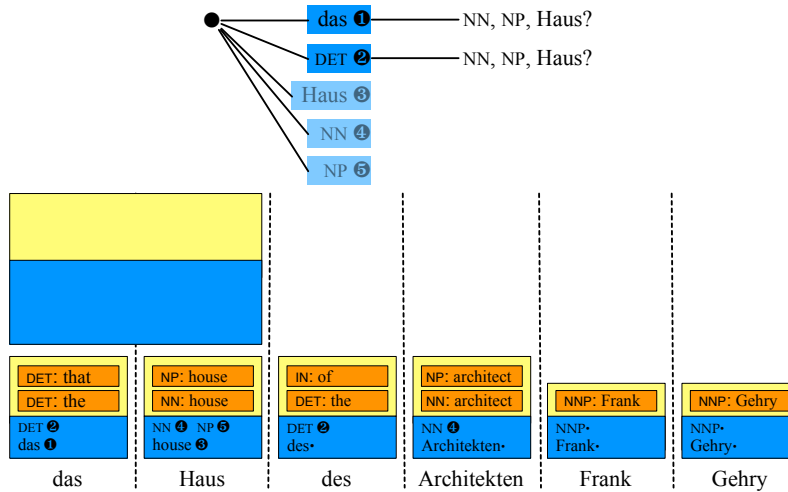 das ❶ NN, NP, Haus?
DET ❷ NN, NP, Haus?
Haus ❸
NN ❹
NP ❺
DET: that NP: house IN: of NP: architect
DET: the NN: house DET: the NN: architect NNP: Frank NNP: Gehry
DET ❷ NN ❹ NP ❺ DET ❷ NN ❹ NNP• NNP•
das ❶ house ❸ des• Architekten• Frank• Gehry•
das Haus des Architekten Frank Gehry